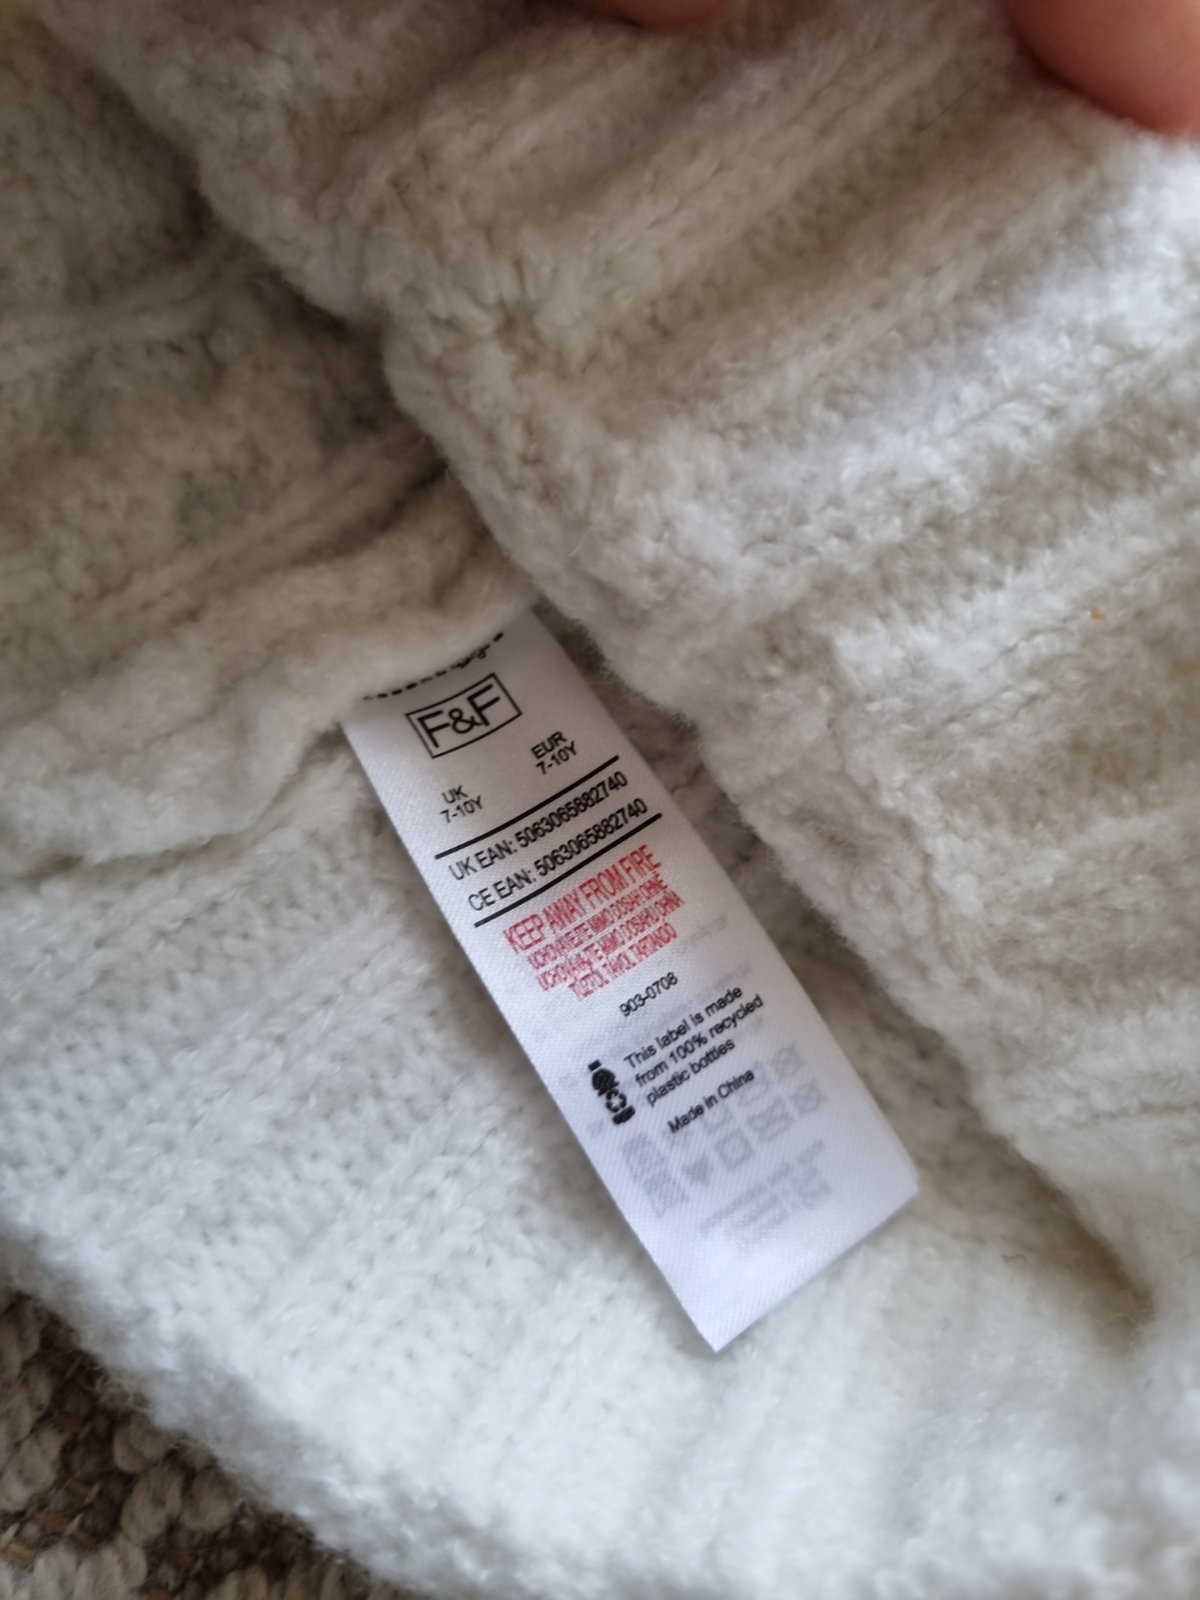 F&F
UK
7-10Y
EUR
7-10Y
UK EAN: 5063065882740
CE EAN: 5063065882740
KEEP AWAY FROM FIRE
903-0708
This label is made
from 100% recycled
plastic bottles
Made in China